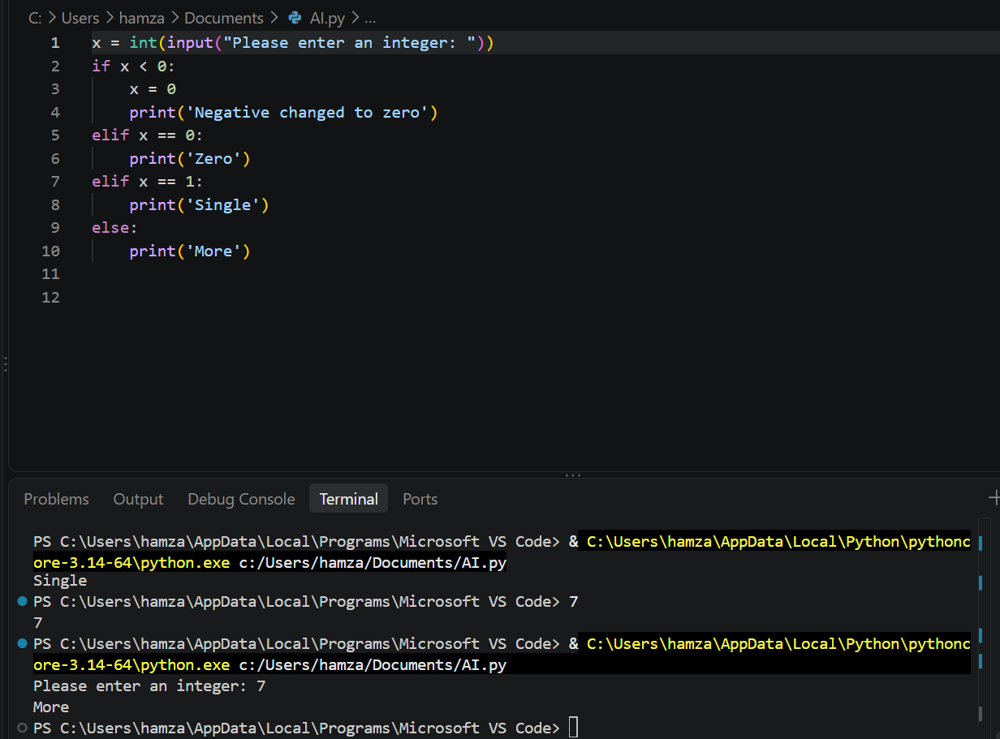 C: > Users > hamza > Documents > AI.py > ...
1 x = int(input("Please enter an integer: "))
2 if x < 0:
3     x = 0
4     print('Negative changed to zero')
5 elif x == 0:
6     print('Zero')
7 elif x == 1:
8     print('Single')
9 else:
10     print('More')
11
12
Problems Output Debug Console Terminal Ports
PS C:\Users\hamza\AppData\Local\Programs\Microsoft VS Code> & C:\Users\hamza\AppData\Local\Python\pythonc
ore-3.14-64\python.exe c:/Users/hamza/Documents/AI.py
Single
PS C:\Users\hamza\AppData\Local\Programs\Microsoft VS Code> 7
7
PS C:\Users\hamza\AppData\Local\Programs\Microsoft VS Code> & C:\Users\hamza\AppData\Local\Python\pythonc
ore-3.14-64\python.exe c:/Users/hamza/Documents/AI.py
Please enter an integer: 7
More
PS C:\Users\hamza\AppData\Local\Programs\Microsoft VS Code>